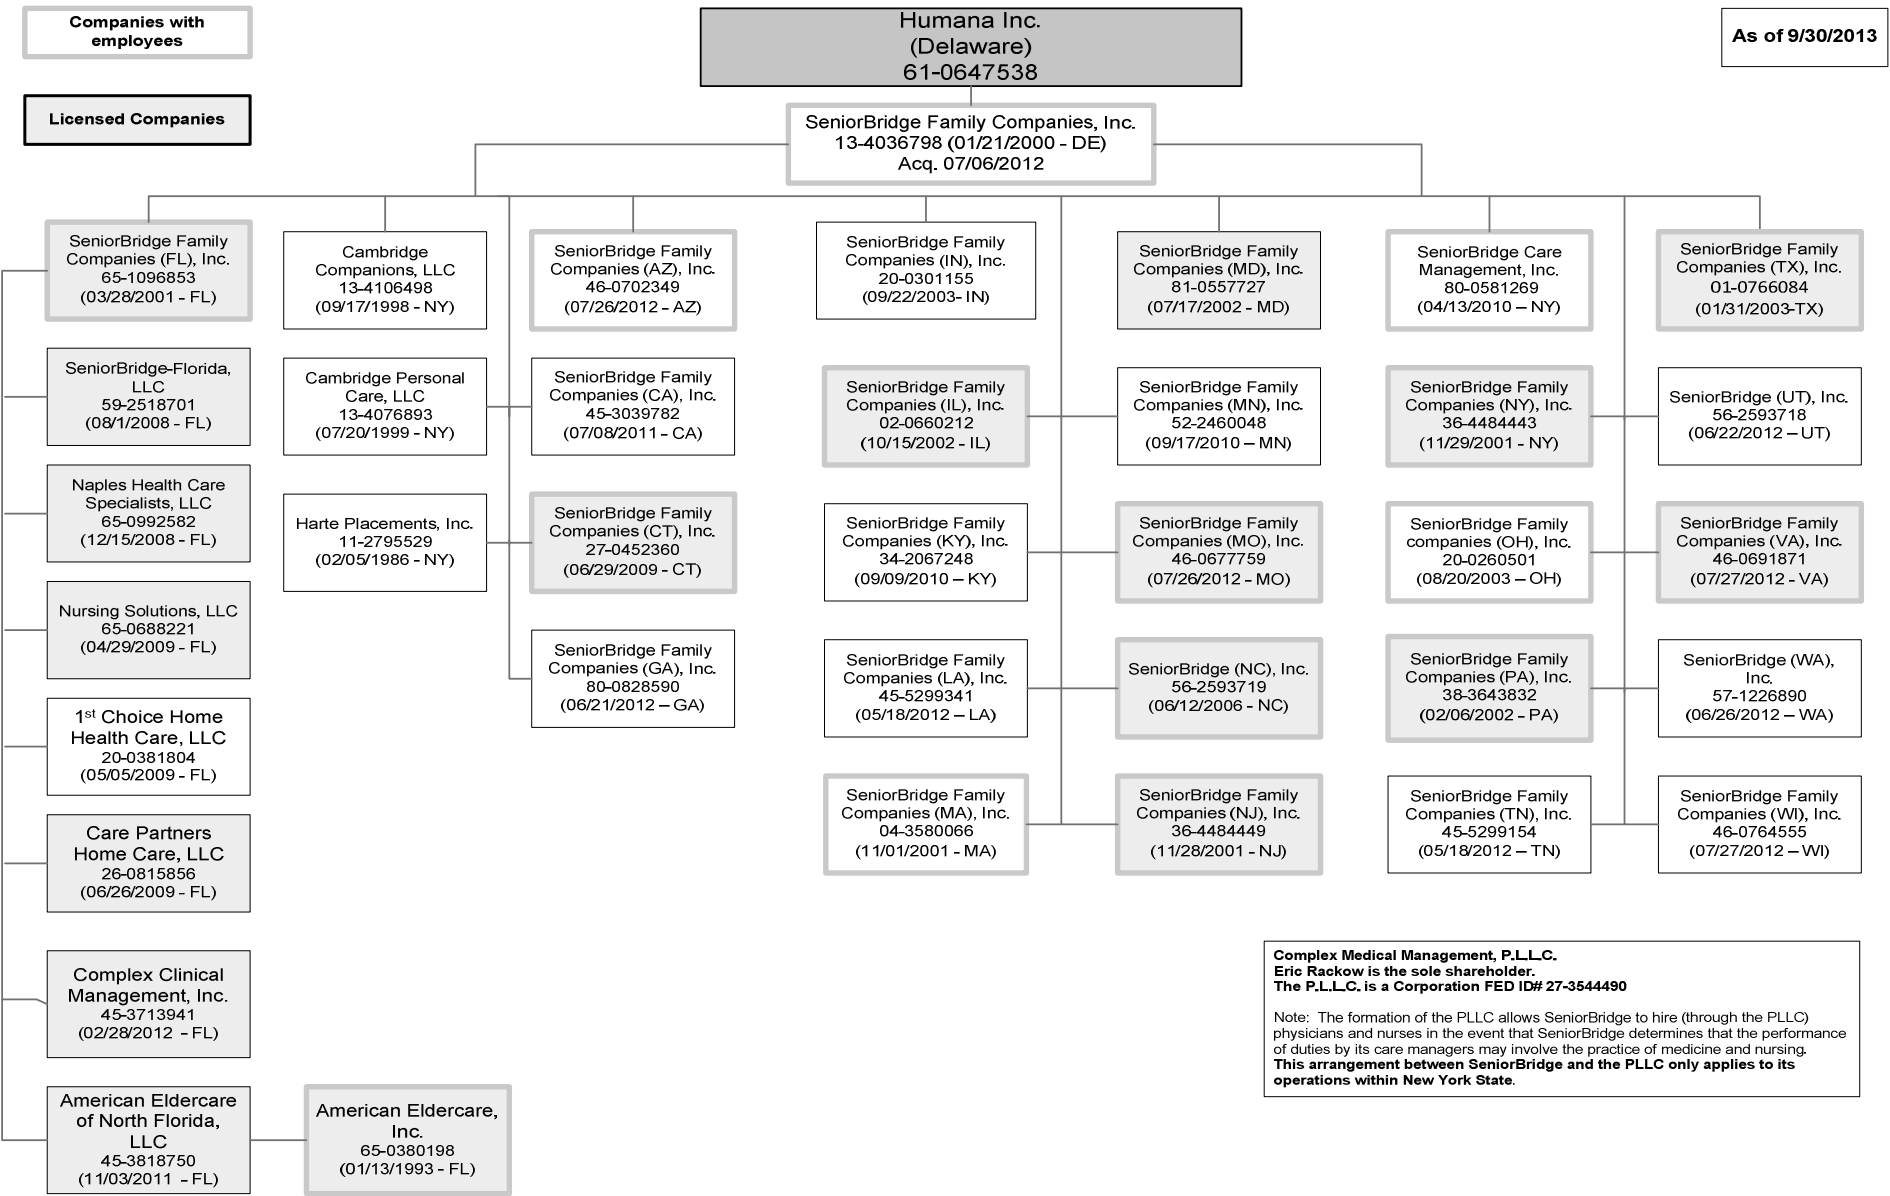 Companies with
employees
Licensed Companies
Humana Inc.
(Delaware)
61-0647538
As of 9/30/2013
SeniorBridge Family Companies, Inc.
13-4036798 (01/21/2000 - DE)
Acq. 07/06/2012
SeniorBridge Family
Companies (FL), Inc.
65-1096853
(03/28/2001 - FL)
Cambridge
Companions, LLC
13-4106498
(09/17/1998 - NY)
SeniorBridge Family
Companies (AZ), Inc.
46-0702349
(07/26/2012 - AZ)
SeniorBridge Family
Companies (IN), Inc.
20-0301155
(09/22/2003- IN)
SeniorBridge Family
Companies (MD), Inc.
81-0557727
(07/17/2002 - MD)
SeniorBridge Care
Management, Inc.
80-0581269
(04/13/2010 – NY)
SeniorBridge Family
Companies (TX), Inc.
01-0766084
(01/31/2003-TX)
SeniorBridge-Florida,
LLC
59-2518701
(08/1/2008 - FL)
Cambridge Personal
Care, LLC
13-4076893
(07/20/1999 - NY)
SeniorBridge Family
Companies (CA), Inc.
45-3039782
(07/08/2011 - CA)
SeniorBridge Family
Companies (IL), Inc.
02-0660212
(10/15/2002 - IL)
SeniorBridge Family
Companies (MN), Inc.
52-2460048
(09/17/2010 – MN)
SeniorBridge Family
Companies (NY), Inc.
36-4484443
(11/29/2001 - NY)
SeniorBridge (UT), Inc.
56-2593718
(06/22/2012 – UT)
Naples Health Care
Specialists, LLC
65-0992582
(12/15/2008 - FL)
Harte Placements, Inc.
11-2795529
(02/05/1986 - NY)
SeniorBridge Family
Companies (CT), Inc.
27-0452360
(06/29/2009 - CT)
SeniorBridge Family
Companies (KY), Inc.
34-2067248
(09/09/2010 – KY)
SeniorBridge Family
Companies (MO), Inc.
46-0677759
(07/26/2012 - MO)
SeniorBridge Family
companies (OH), Inc.
20-0260501
(08/20/2003 – OH)
SeniorBridge Family
Companies (VA), Inc.
46-0691871
(07/27/2012 - VA)
Nursing Solutions, LLC
65-0688221
(04/29/2009 - FL)
SeniorBridge Family
Companies (GA), Inc.
80-0828590
(06/21/2012 – GA)
SeniorBridge Family
Companies (LA), Inc.
45-5299341
(05/18/2012 – LA)
SeniorBridge (NC), Inc.
56-2593719
(06/12/2006 - NC)
SeniorBridge Family
Companies (PA), Inc.
38-3643832
(02/06/2002 - PA)
SeniorBridge (WA),
Inc.
57-1226890
(06/26/2012 – WA)
1st Choice Home
Health Care, LLC
20-0381804
(05/05/2009 - FL)
SeniorBridge Family
Companies (MA), Inc.
04-3580066
(11/01/2001 - MA)
SeniorBridge Family
Companies (NJ), Inc.
36-4484449
(11/28/2001 - NJ)
SeniorBridge Family
Companies (TN), Inc.
45-5299154
(05/18/2012 – TN)
SeniorBridge Family
Companies (WI), Inc.
46-0764555
(07/27/2012 – WI)
Care Partners
Home Care, LLC
26-0815856
(06/26/2009 - FL)
Complex Clinical
Management, Inc.
45-3713941
(02/28/2012 - FL)
American Eldercare
of North Florida,
LLC
45-3818750
(11/03/2011 - FL)
American Eldercare,
Inc.
65-0380198
(01/13/1993 - FL)
Complex Medical Management, P.L.L.C.
Eric Rackow is the sole shareholder.
The P.L.L.C. is a Corporation FED ID# 27-3544490
Note: The formation of the PLLC allows SeniorBridge to hire (through the PLLC)
physicians and nurses in the event that SeniorBridge determines that the performance
of duties by its care managers may involve the practice of medicine and nursing.
This arrangement between SeniorBridge and the PLLC only applies to its
operations within New York State.